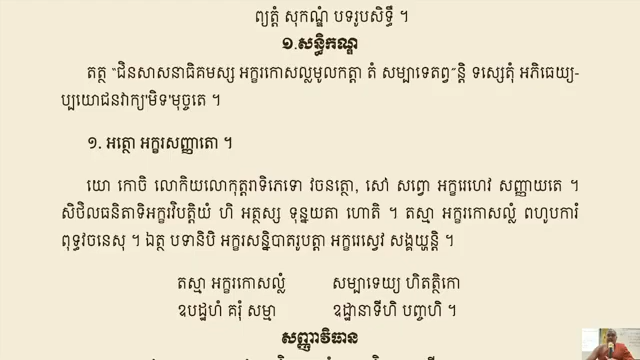 ព្យត្តំ សុកណ្ឌំ បទរូបសិទ្ធឹ ។
១.សន្ធិកណ្ឌ
តត្ថ “ជិនសាសនាធិគមស្ស អក្ខរកោសល្លមូលកត្តា តំ សម្បាទេតព្វ”ន្តិ ទស្សេតុំ អភិធេយ្យ-
ប្បយោជនវាក្យ'មិទ'មុច្ចតេ ។
១. អត្ថោ អក្ខរសញ្ញាតោ ។
យោ កោចិ លោកិយលោកុត្តរាទិភេទោ វចនត្ថោ, សោ សព្វោ អក្ខរេហេវ សញ្ញាយតេ ។
សិថិលធនិតាទិអក្ខរវិបត្តិយំ ហិ អត្ថស្ស ទុន្នយតា ហោតិ ។ តស្មា អក្ខរកោសល្លំ ពហូបការំ
ពុទ្ធវចនេសុ ។ ឯត្ថ បទានិបិ អក្ខរសន្និបាតរូបត្តា អក្ខរេស្វេវ សង្គយ្ហន្តិ ។
តស្មា អក្ខរកោសល្លំ សម្បាទេយ្យ ហិតត្ថិកោ
ឧបដ្ឋហំ គរុំ សម្មា ឧដ្ឋានាទីហិ បញ្ចហិ ។
សញ្ញាវិធាន